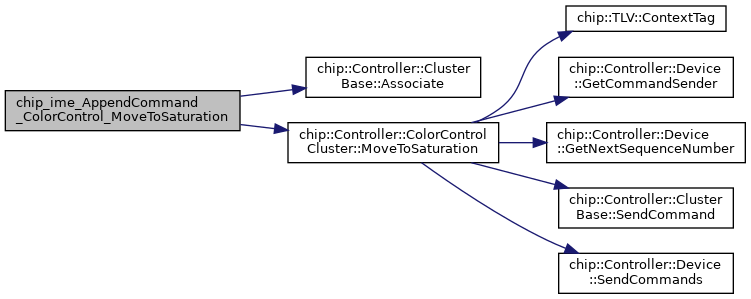 chip_ime_AppendCommand
_ColorControl_MoveToSaturation
chip::Controller::Cluster
Base::Associate
chip::Controller::ColorControl
Cluster::MoveToSaturation
chip::TLV::ContextTag
chip::Controller::Device
::GetCommandSender
chip::Controller::Device
::GetNextSequenceNumber
chip::Controller::Cluster
Base::SendCommand
chip::Controller::Device
::SendCommands